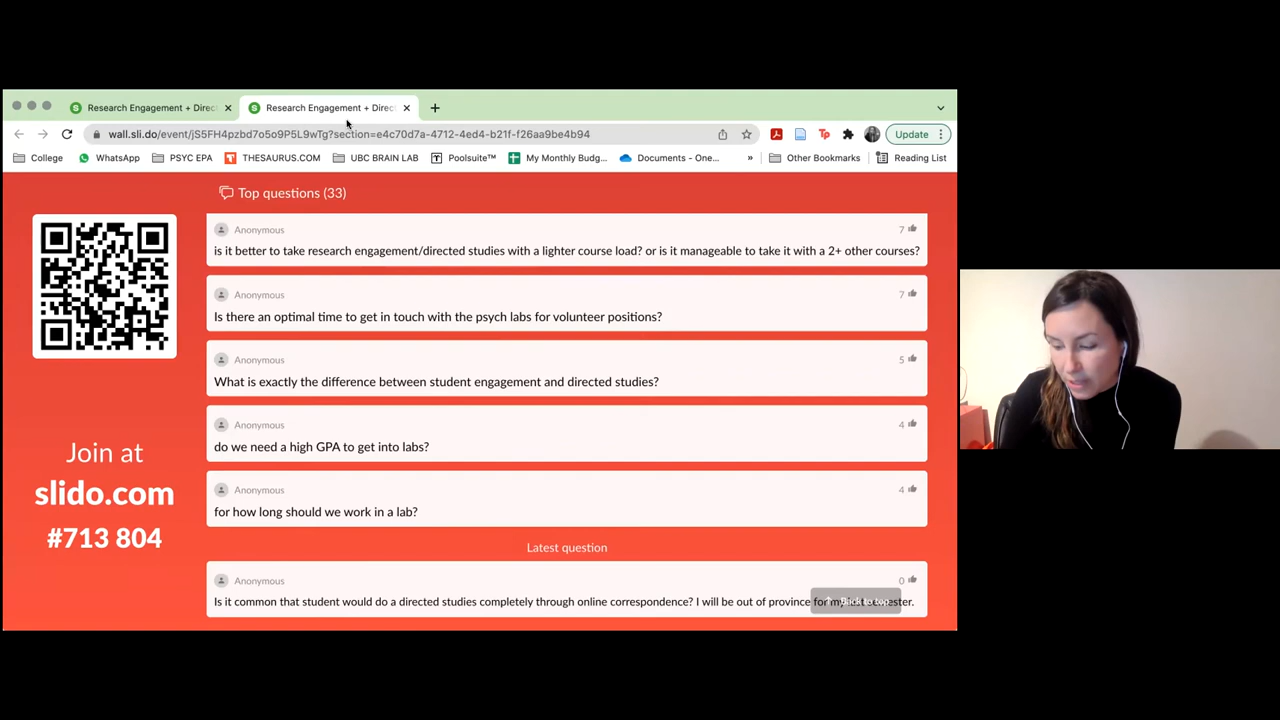 Research Engagement + Direc
Research Engagement + Direc
wall.sli.do/event/jS5FH4pzbd7o5o9P5L9wTg?section=e4c70d7a-4712-4ed4-b21f-f26aa9be4b94
Update
College
WhatsApp
PSYC EPA
THESAURUS.COM
UBC BRAIN LAB
Poolsuite™
My Monthly Budg...
Documents - One...
»
Other Bookmarks
Reading List
Top questions (33)
Anonymous 7
is it better to take research engagement/directed studies with a lighter course load? or is it manageable to take it with a 2+ other courses?
Anonymous 7
Is there an optimal time to get in touch with the psych labs for volunteer positions?
Anonymous 5
What is exactly the difference between student engagement and directed studies?
Anonymous 4
do we need a high GPA to get into labs?
Anonymous 4
for how long should we work in a lab?
Latest question
Anonymous 0
Is it common that student would do a directed studies completely through online correspondence? I will be out of province for my
Back to top
Join at
slido.com
#713 804